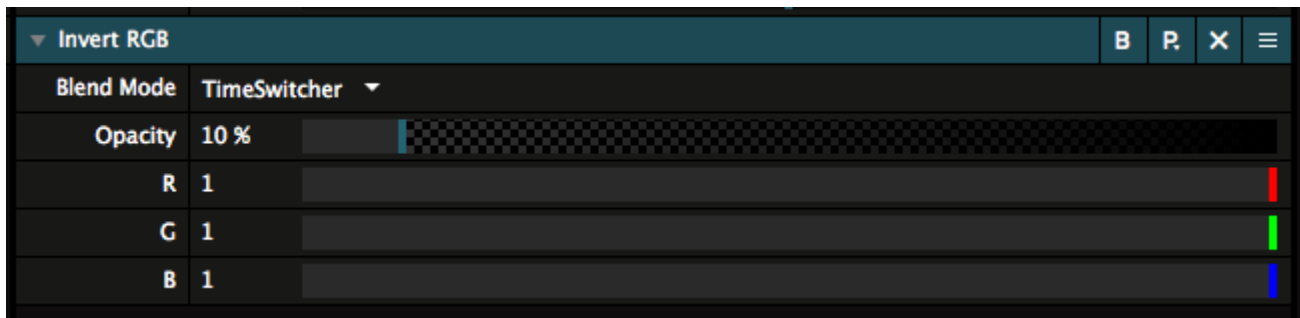 Invert RGB B P. X
Blend Mode TimeSwitcher
Opacity 10 %
R 1
G 1
B 1